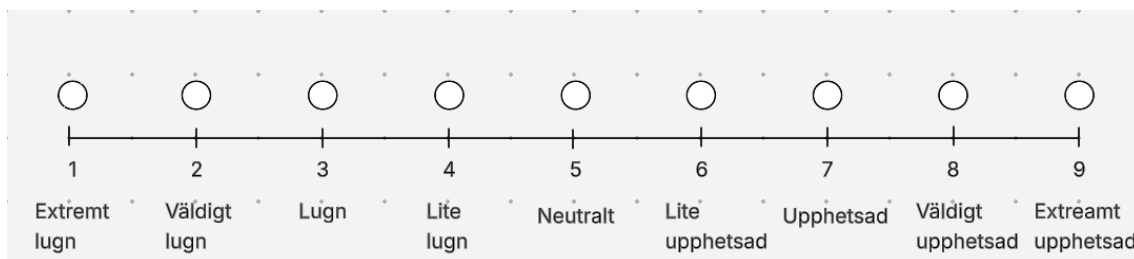 1 2 3 4 5 6 7 8 9
Extremt Väldigt Lugn Lite Neutralt Lite Upphetsad Väldigt Extreamt
lugn lugn lugn upphetsad upphetsad upphetsad